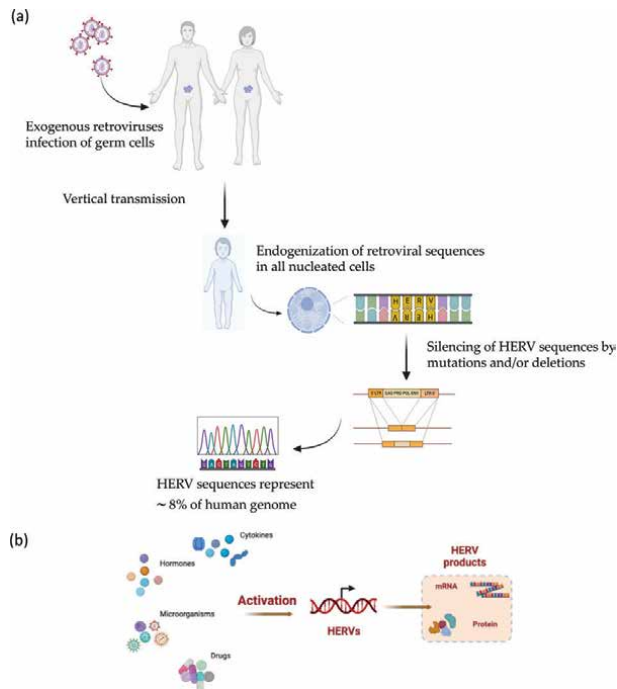 (a)
Exogenous retroviruses
infection of germ cells
Vertical transmission
Endogenization of retroviral sequences
in all nucleated cells
H E R V
Silencing of HERV sequences by
mutations and/or deletions
HERV sequences represent
~ 8% of human genome
(b)
Cytokines
Hormones
Microorganisms
Drugs
Activation
HERVs
HERV
products
mRNA
Protein